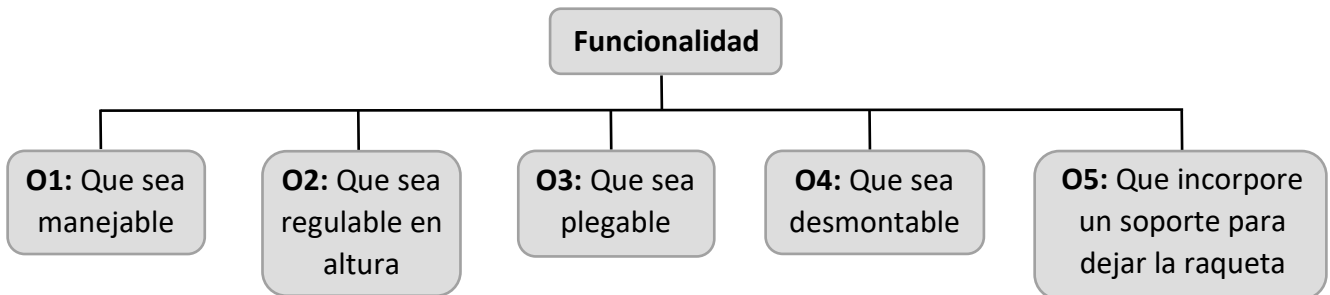 Funcionalidad
O1: Que sea
manejable
O2: Que sea
regulable en
altura
O3: Que sea
plegable
O4: Que sea
desmontable
O5: Que incorpore
un soporte para
dejar la raqueta